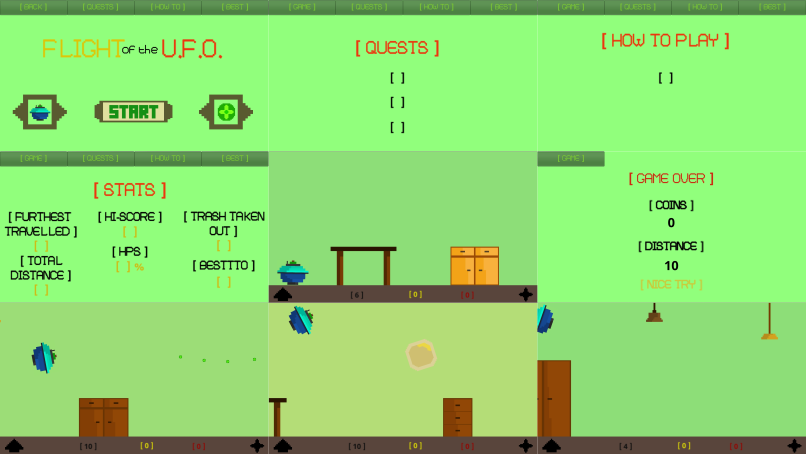 [ BACK ] [ QUESTS ] [ HOW TO ] [ BEST ]
FLIGHT of the U.F.O.
START
[ GAME ] [ QUESTS ] [ HOW TO ] [ BEST ]
[ QUESTS ]
[ ]
[ ]
[ ]
[ GAME ] [ QUESTS ] [ HOW TO ] [ BEST ]
[ HOW TO PLAY ]
[ ]
[ GAME ] [ QUESTS ] [ HOW TO ] [ BEST ]
[ STATS ]
[ FURTHEST
TRAVELLED ]
[ ]
[ TOTAL
DISTANCE ]
[ ]
[ HI-SCORE ]
[ ]
[ HPS ]
[ ] %
[ TRASH TAKEN
OUT ]
[ ]
[ BESTTTO ]
[ ]
[ 6 ] [ 0 ] [ 0 ]
[ GAME ]
[ GAME OVER ]
[ COINS ]
0
[ DISTANCE ]
10
[ NICE TRY ]
[ 10 ] [ 0 ] [ 0 ]
[ 10 ] [ 0 ] [ 0 ]
[ 4 ] [ 0 ] [ 0 ]